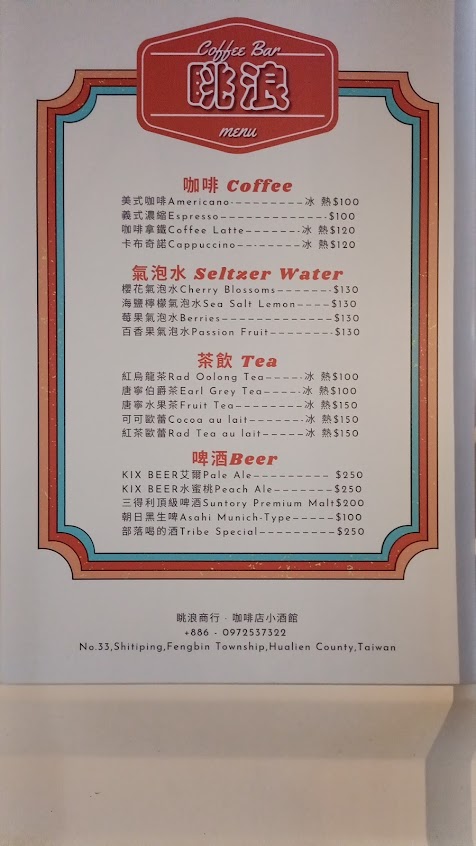 Coffee Bar
眺浪
menu
咖啡 Coffee
美式咖啡Americano----------冰 熱$100
義式濃縮Espresso--------------$100
咖啡拿鐵Coffee Latte-------冰 熱$120
卡布奇諾Cappuccino---------冰 熱$120
氣泡水 Seltzer Water
櫻花氣泡水Cherry Blossoms-------$130
海鹽檸檬氣泡水Sea Salt Lemon----$130
莓果氣泡水Berries--------------$130
百香果氣泡水Passion Fruit--------$130
茶飲 Tea
紅烏龍茶Rad Oolong Tea-----冰 熱$100
唐寧伯爵茶Earl Grey Tea-----冰 熱$100
唐寧水果茶Fruit Tea---------冰 熱$150
可可歐蕾Cocoa au lait-------冰 熱$150
紅茶歐蕾Rad Tea au lait-----冰 熱$150
啤酒Beer
KIX BEER艾爾Pale Ale--------- $250
KIX BEER水蜜桃Peach Ale-------$250
三得利頂級啤酒Suntory Premium Malt$200
朝日黑生啤Asahi Munich-Type-----$100
部落喝的酒Tribe Special---------$250
眺浪商行 · 咖啡店小酒館
+886 - 0972537322
No.33,Shitiping,Fengbin Township,Hualien County,Taiwan